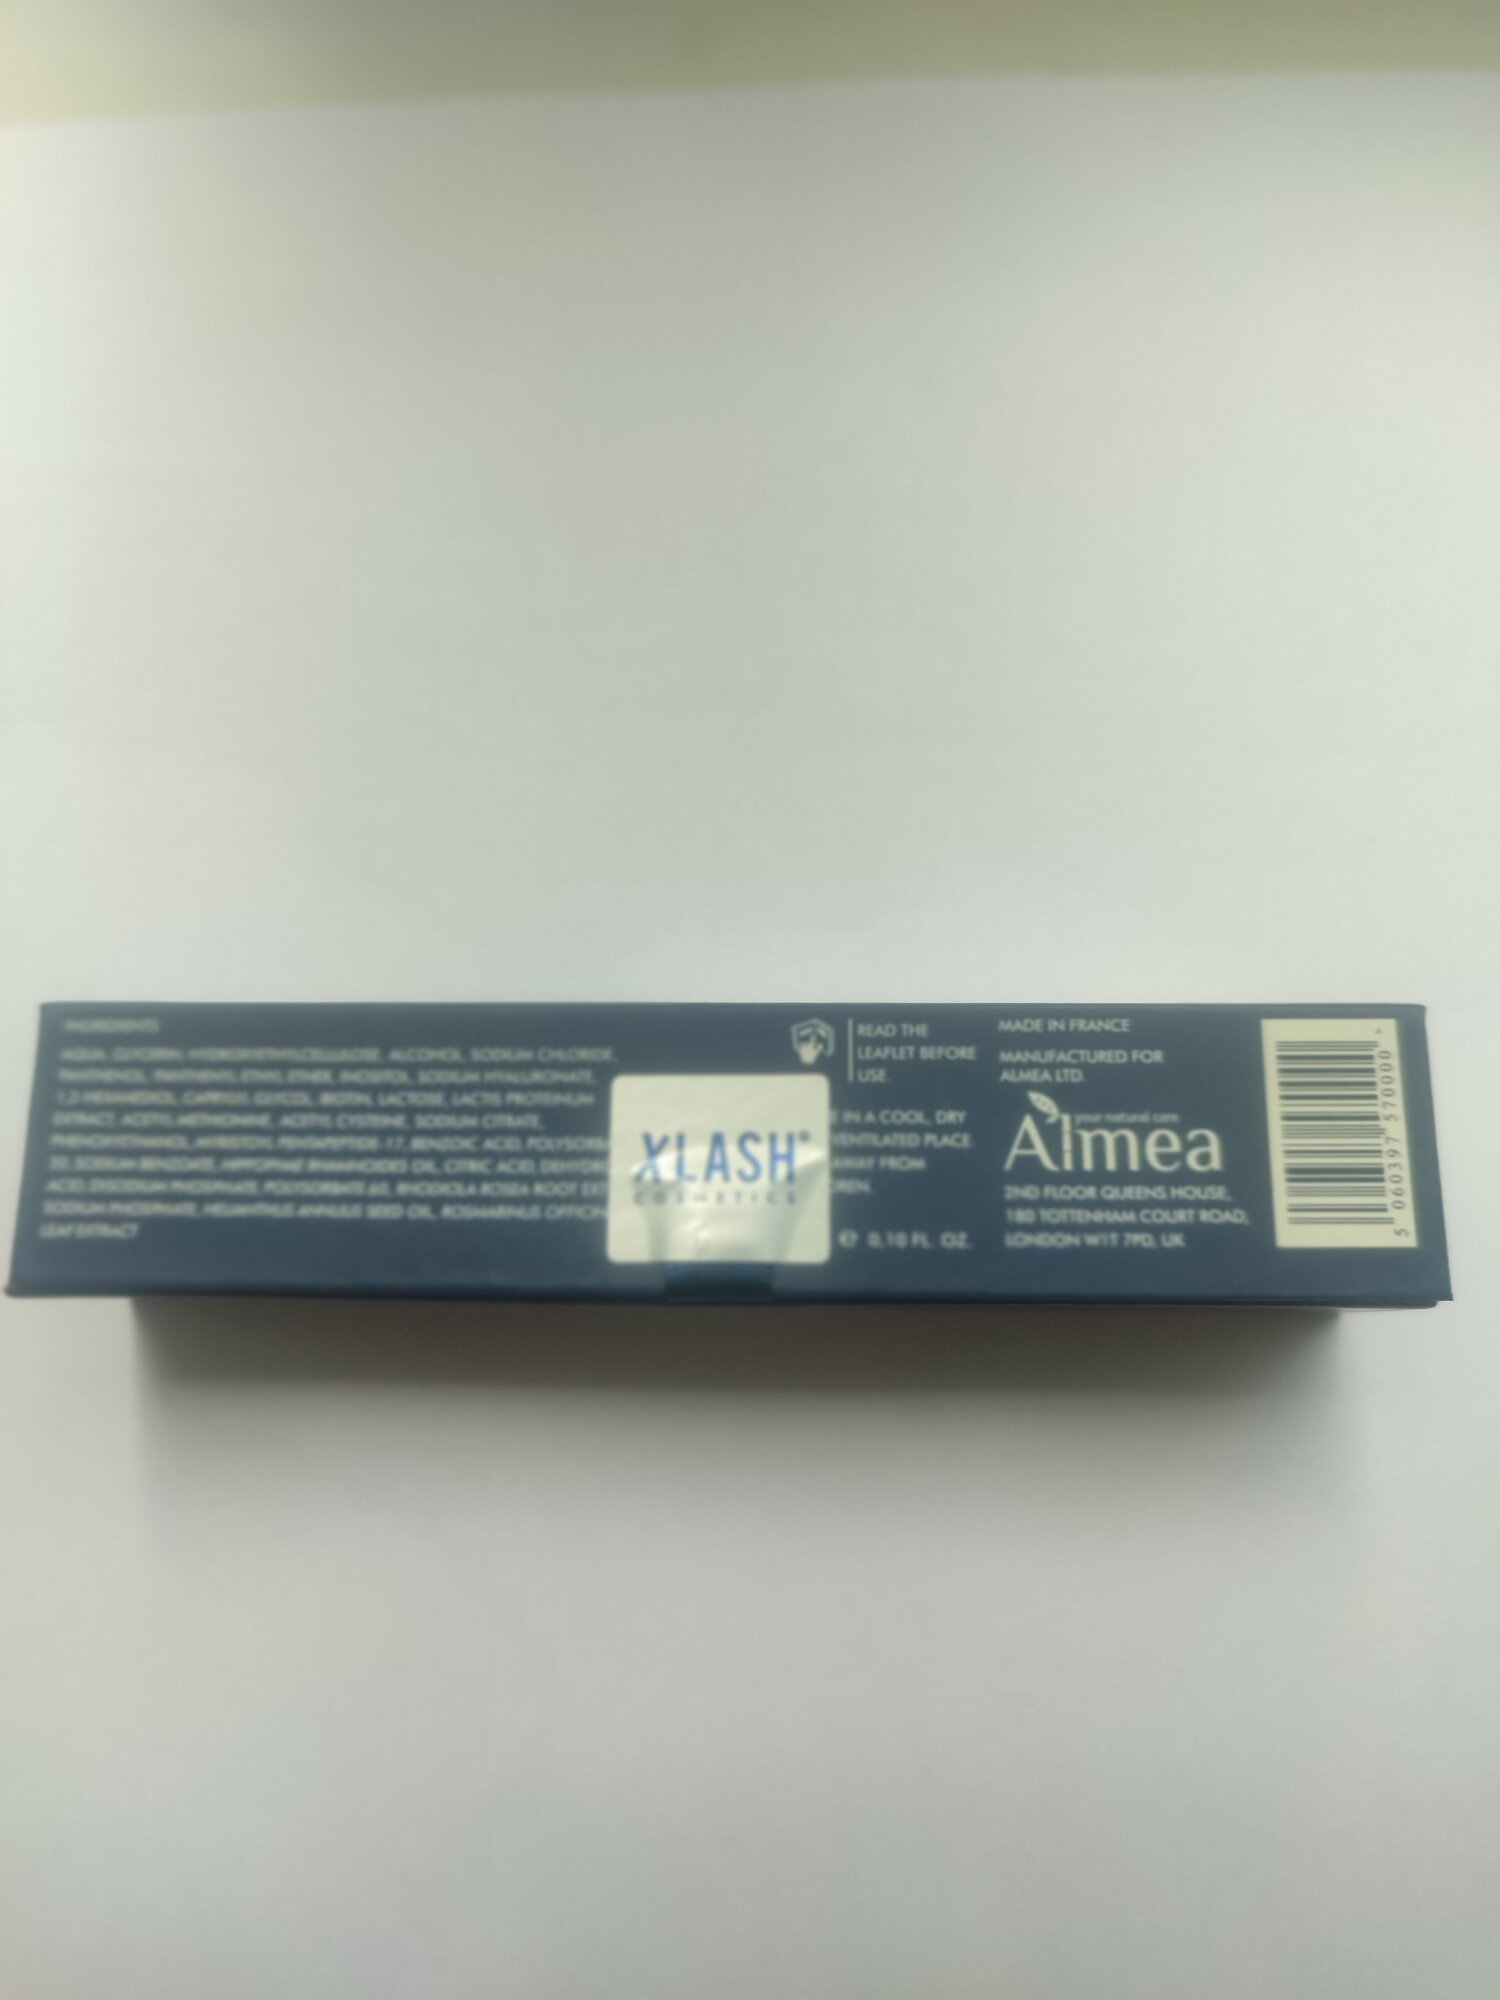 INGREDIENTS
AQUA, GLYCERIN, HYDROXYETHYLCELLULOSE, ALCOHOL, SODIUM CHLORIDE,
PANTHENOL, PANTHENYL ETHYL ETHER, INOSITOL, SODIUM HYALURONATE,
1,2-HEXANEDIOL, CAPRYLYL GLYCOL, BIOTIN, LACTOSE, LACTIS PROTEINUM
EXTRACT, ACETYL-METHIONINE, ACETYL CYSTEINE, SODIUM CITRATE,
PHENOXYETHANOL, MYRISTOYL PENTAPEPTIDE-17, BENZOIC ACID,
20, SODIUM BENZOATE, HIPPOPHAE RHAMNOIDES OIL, CITRIC ACID,
ACID, DISODIUM PHOSPHATE, POLYSORBATE 60, RHODIOLA ROSEA ROOT
SODIUM PHOSPHATE, HELIANTHUS ANNUUS SEED OIL, ROSMARINUS
LEAF EXTRACT
XLASH®
COSMETICS
READ THE
LEAFLET BEFORE
USE.
IN A COOL, DRY
VENTILATED PLACE.
AWAY FROM
℮ 0,10 FL. OZ.
MADE IN FRANCE
MANUFACTURED FOR
ALMEA LTD.
your natural care
Almea
2ND FLOOR QUEENS HOUSE,
180 TOTTENHAM COURT ROAD,
LONDON W1T 7PD, UK
5 060397 570000 >